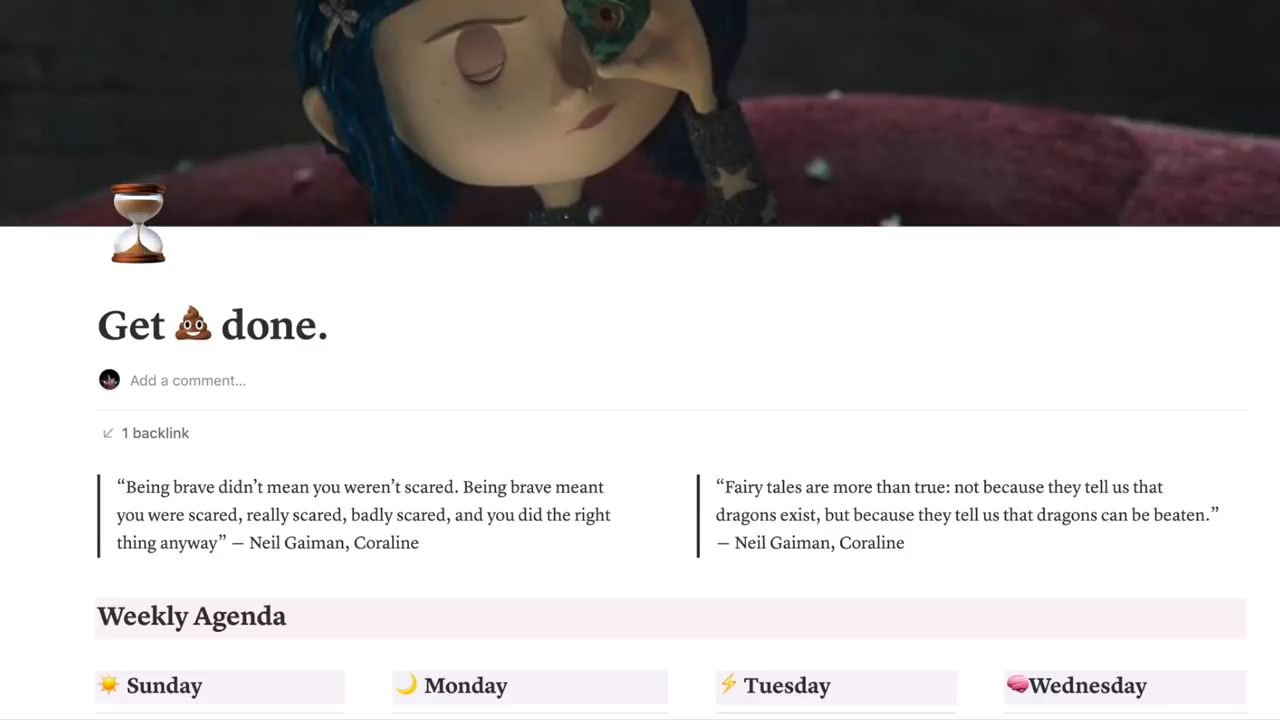 Get 💩 done.
Add a comment...
1 backlink
“Being brave didn’t mean you weren’t scared. Being brave meant
you were scared, really scared, badly scared, and you did the right
thing anyway” — Neil Gaiman, Coraline
“Fairy tales are more than true: not because they tell us that
dragons exist, but because they tell us that dragons can be beaten.”
— Neil Gaiman, Coraline
Weekly Agenda
☀️ Sunday
🌙 Monday
⚡ Tuesday
🧠Wednesday